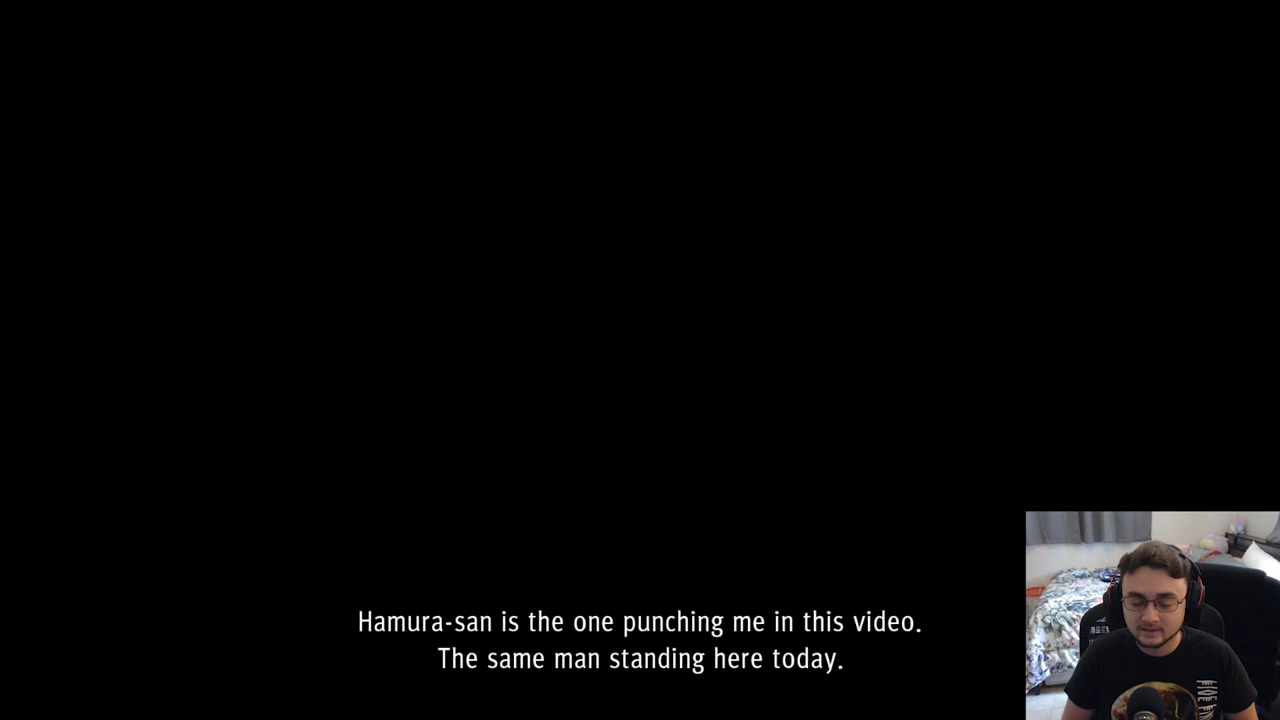 Hamura-san is the one punching me in this video.
The same man standing here today.